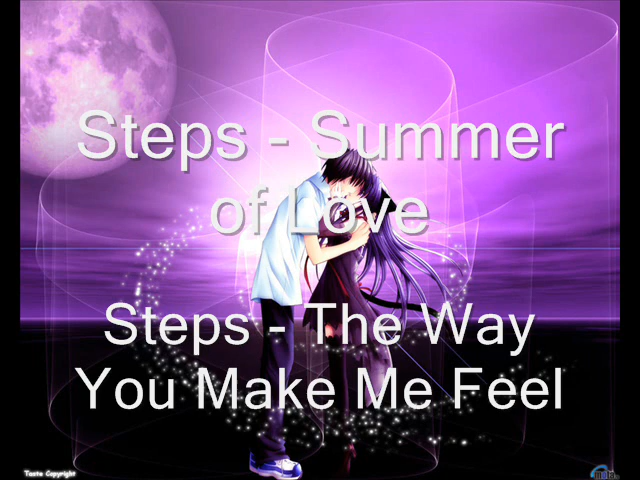 Steps - Summer
of Love
Steps - The Way
You Make Me Feel
Taste Copyright